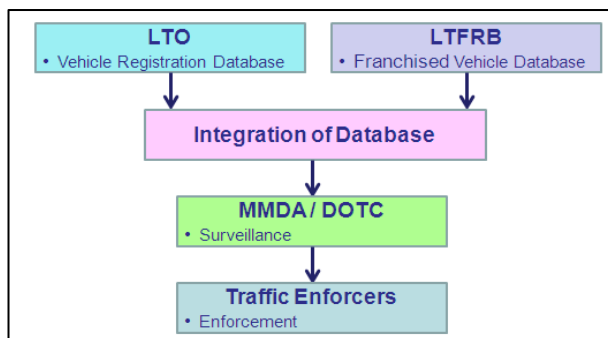 LTO
• Vehicle Registration Database
LTFRB
• Franchised Vehicle Database
Integration of Database
MMDA / DOTC
• Surveillance
Traffic Enforcers
• Enforcement